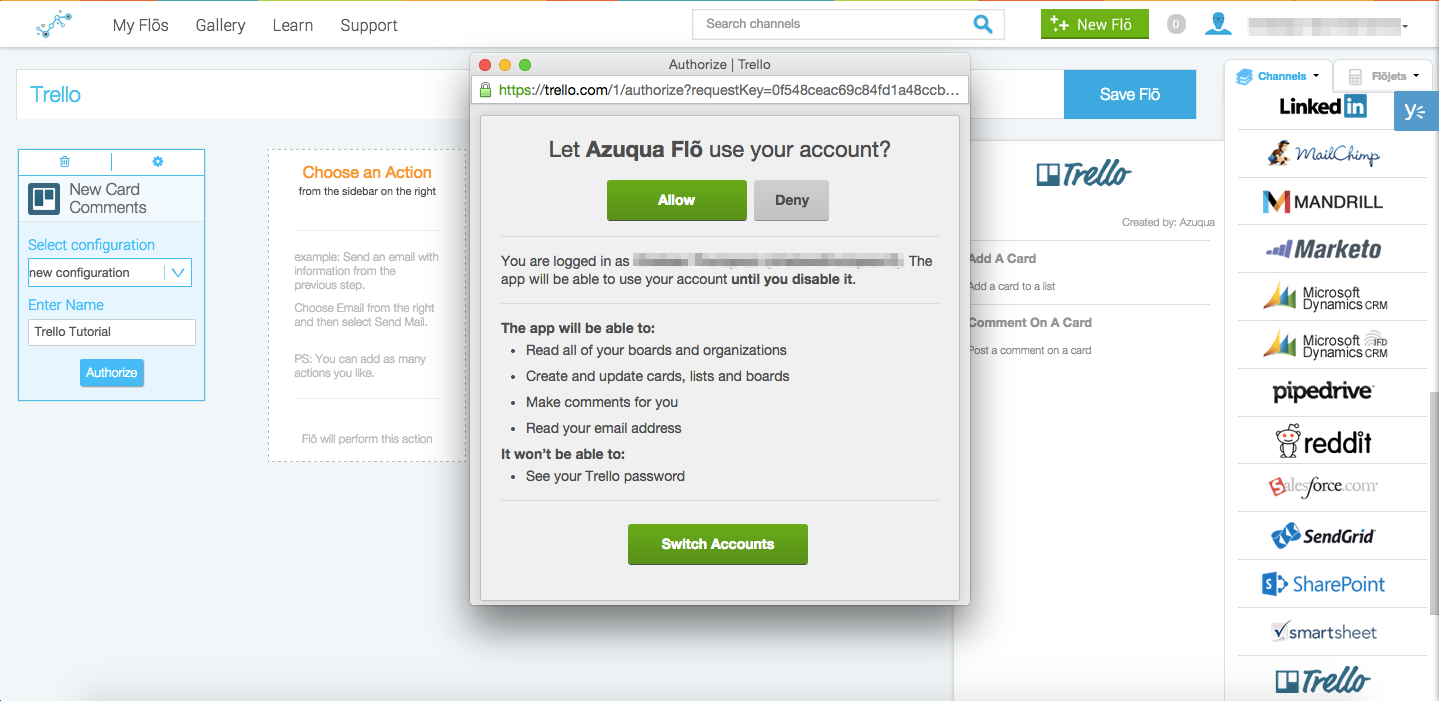 My Flōs
Gallery
Learn
Support
Search channels
New Flō
0
Authorize | Trello
https://trello.com/1/authorize?requestKey=0f548ceac69c84fd1a48ccb...
Trello
Save Flō
New Card
Comments
Select configuration
new configuration
Enter Name
Trello Tutorial
Authorize
Choose an Action
from the sidebar on the right
example: Send an email with
information from the
previous step.
Choose Email from the right
and then select Send Mail.
PS: You can add as many
actions you like.
Flō will perform this action
Let Azuqua Flō use your account?
Allow
Deny
You are logged in as
. The
app will be able to use your account until you disable it.
The app will be able to:
• Read all of your boards and organizations
• Create and update cards, lists and boards
• Make comments for you
• Read your email address
It won't be able to:
• See your Trello password
Switch Accounts
Trello
Created by: Azuqua
Add A Card
Add a card to a list
Comment On A Card
Post a comment on a card
Channels
Flōjets
Linked in
MailChimp
MANDRILL
Marketo
Microsoft
Dynamics CRM
Microsoft
Dynamics CRM IFD
pipedrive
reddit
salesforce.com
SendGrid
S SharePoint
smartsheet
Trello